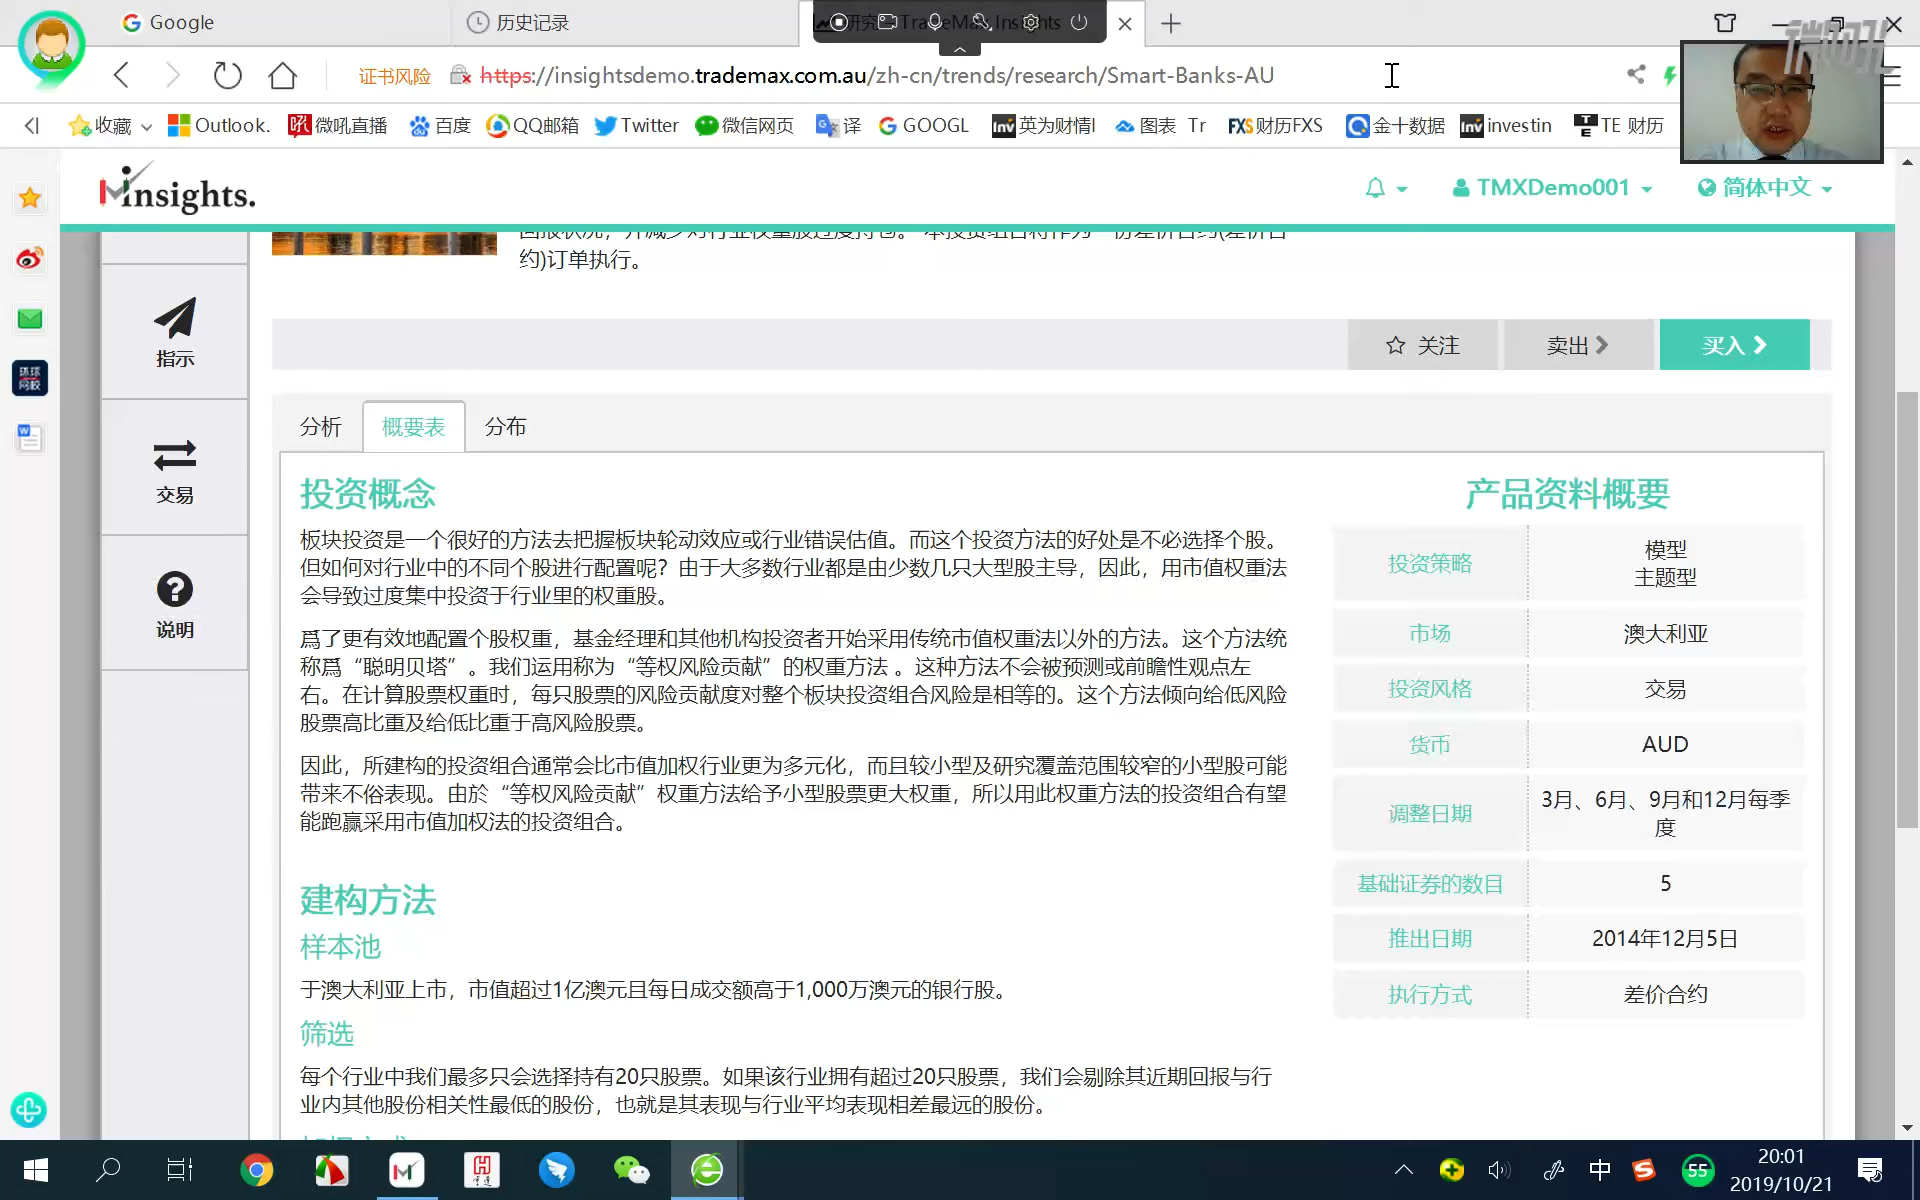 Google
历史记录
TradeMax Insights
证书风险
https://insightsdemo.trademax.com.au/zh-cn/trends/research/Smart-Banks-AU
收藏
Outlook.
微吼直播
百度
QQ邮箱
Twitter
微信网页
译
GOOGL
英为财情I
图表 Tr
财历FXS
金十数据
investin
TE 财历
insights.
TMXDemo001
简体中文
约)订单执行。
指示
交易
说明
关注
卖出
买入
分析
概要表
分布
投资概念
板块投资是一个很好的方法去把握板块轮动效应或行业错误估值。而这个投资方法的好处是不必选择个股。
但如何对行业中的不同个股进行配置呢？由于大多数行业都是由少数几只大型股主导，因此，用市值权重法
会导致过度集中投资于行业里的权重股。
爲了更有效地配置个股权重，基金经理和其他机构投资者开始采用传统市值权重法以外的方法。这个方法统
称爲“聪明贝塔”。我们运用称为“等权风险贡献”的权重方法 。这种方法不会被预测或前瞻性观点左
右。在计算股票权重时，每只股票的风险贡献度对整个板块投资组合风险是相等的。这个方法倾向给低风险
股票高比重及给低比重于高风险股票。
因此，所建构的投资组合通常会比市值加权行业更为多元化，而且较小型及研究覆盖范围较窄的小型股可能
带来不俗表现。由於“等权风险贡献”权重方法给予小型股票更大权重，所以用此权重方法的投资组合有望
能跑赢采用市值加权法的投资组合。
建构方法
样本池
于澳大利亚上市，市值超过1亿澳元且每日成交额高于1,000万澳元的银行股。
筛选
每个行业中我们最多只会选择持有20只股票。如果该行业拥有超过20只股票，我们会剔除其近期回报与行
业内其他股份相关性最低的股份，也就是其表现与行业平均表现相差最远的股份。
产品资料概要
投资策略
模型
主题型
市场
澳大利亚
投资风格
交易
货币
AUD
调整日期
3月、6月、9月和12月每季
度
基础证券的数目
5
推出日期
2014年12月5日
执行方式
差价合约
中
55
20:01
2019/10/21